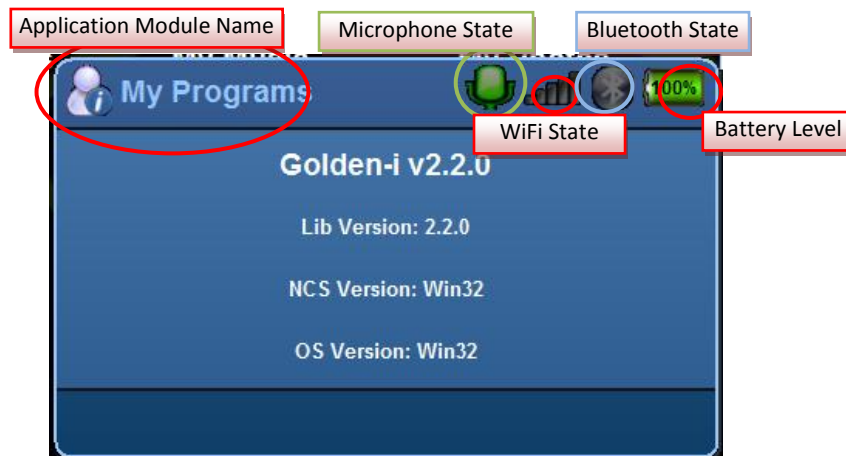 Application Module Name
Microphone State
Bluetooth State
My Programs
100%
WiFi State
Battery Level
Golden-i v2.2.0
Lib Version: 2.2.0
NCS Version: Win32
OS Version: Win32